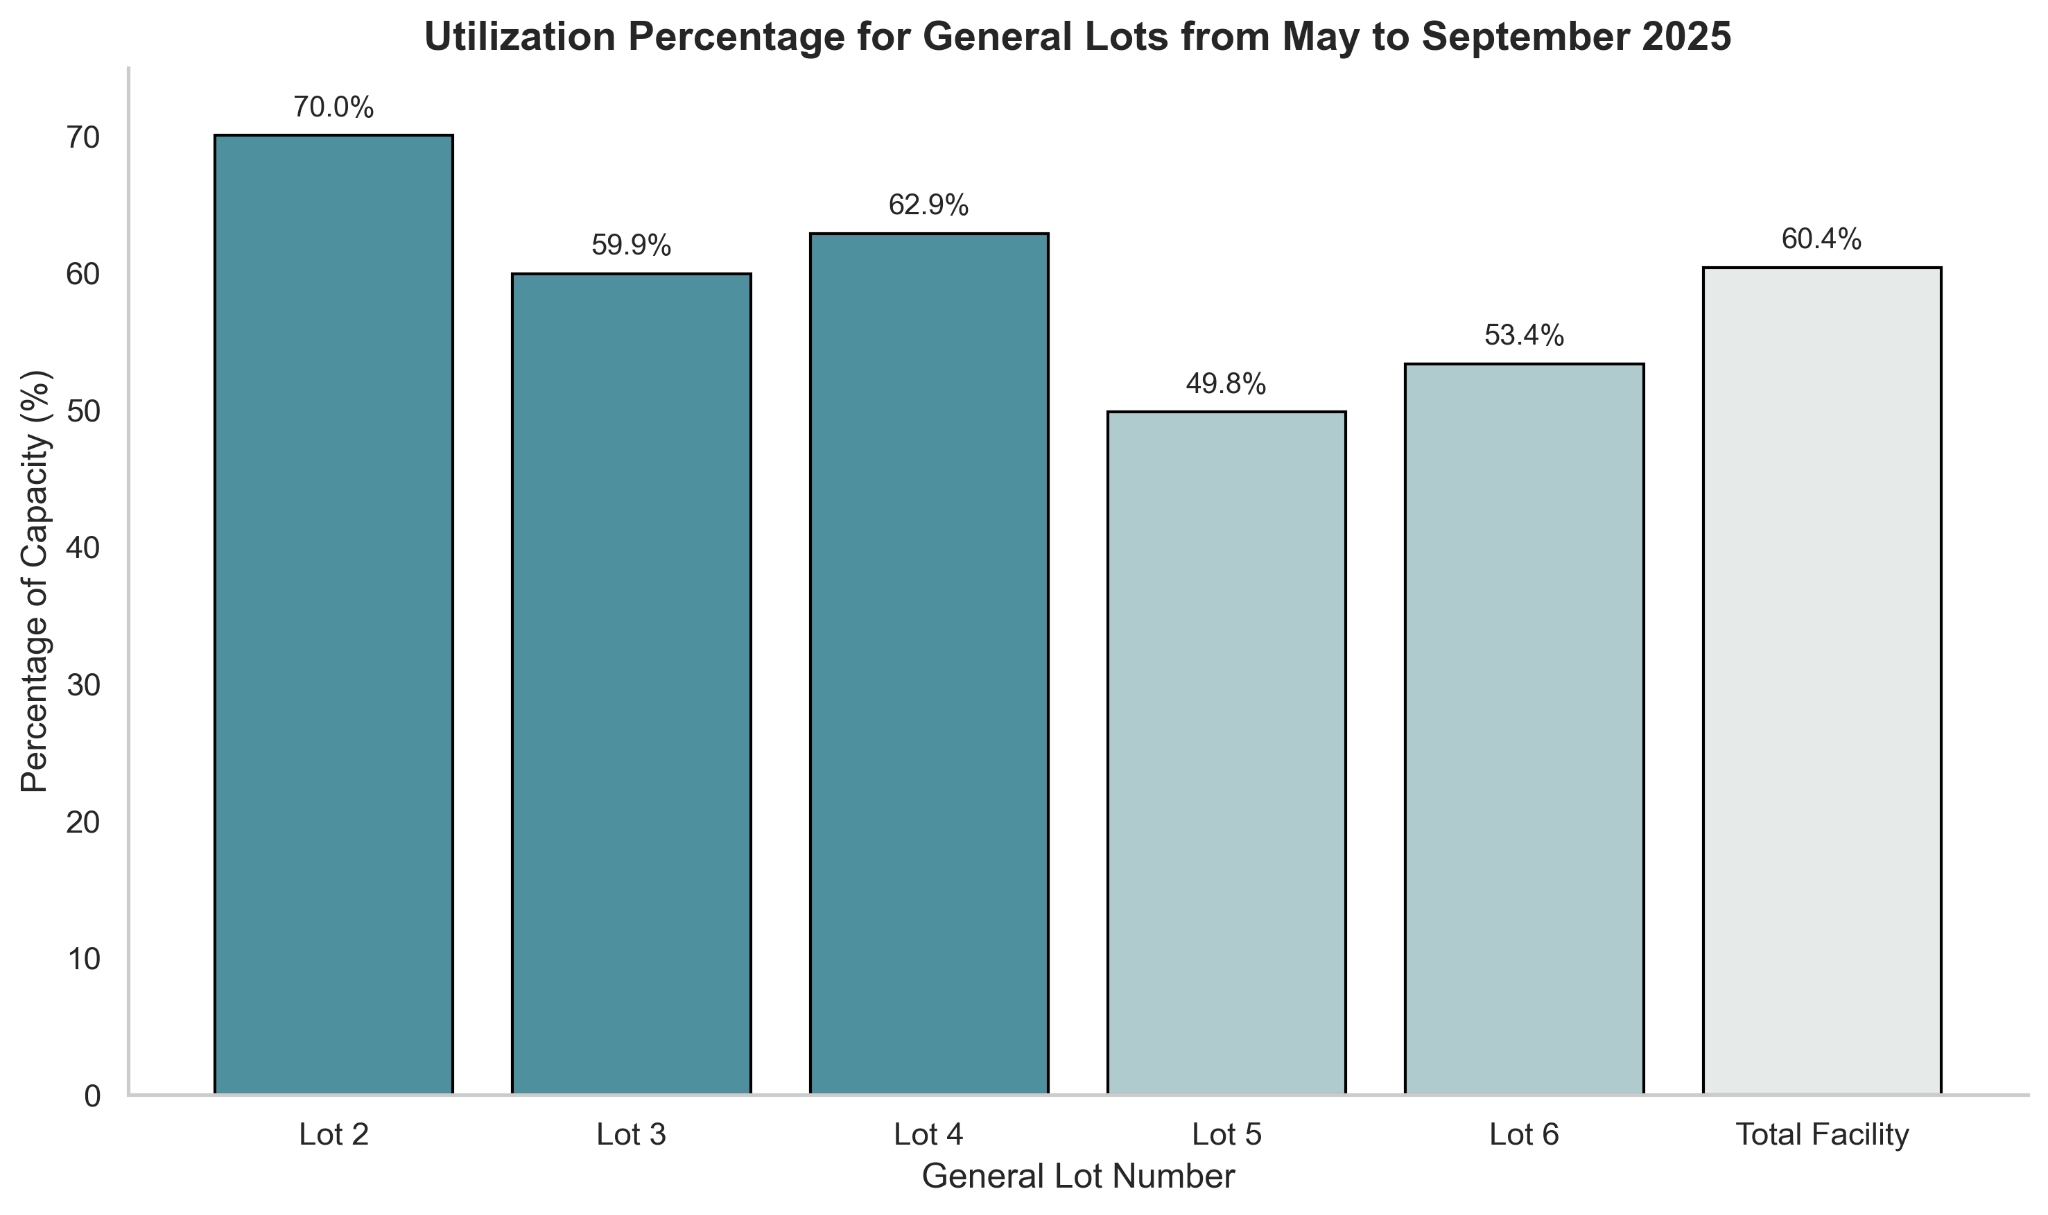 Utilization Percentage for General Lots from May to September 2025
Percentage of Capacity (%)
70
60
50
40
30
20
10
0
70.0%
59.9%
62.9%
49.8%
53.4%
60.4%
Lot 2
Lot 3
Lot 4
Lot 5
Lot 6
Total Facility
General Lot Number